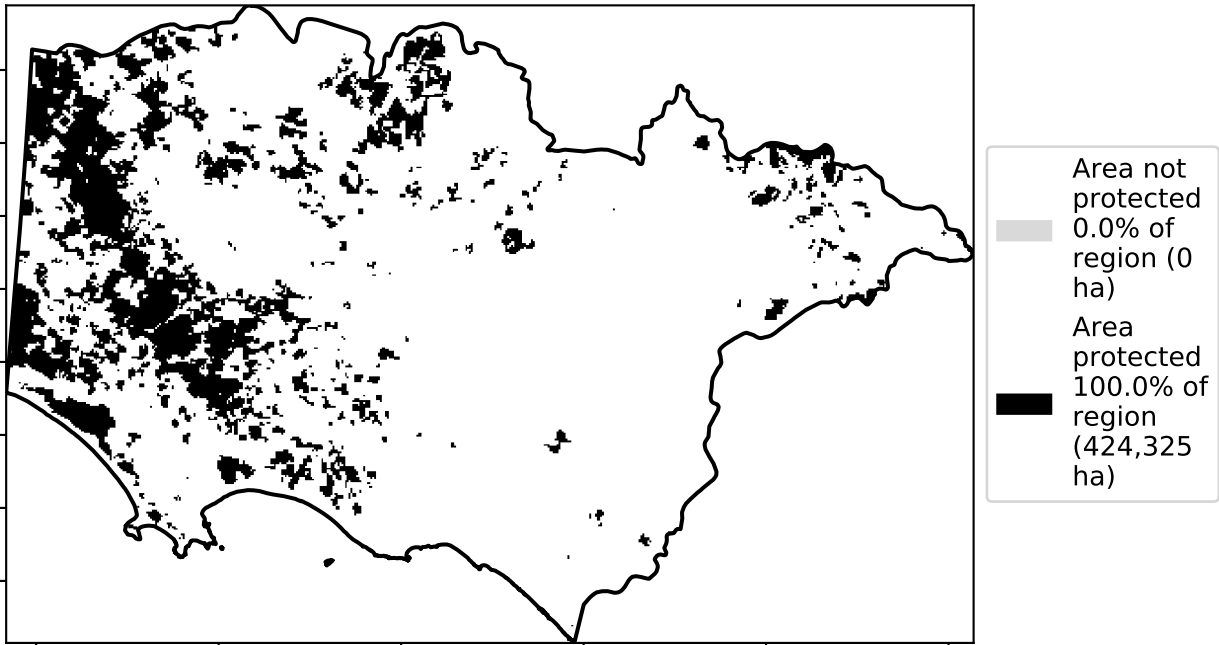 Area not
protected
0.0% of
region (0
ha)
Area
protected
100.0% of
region
(424,325
ha)